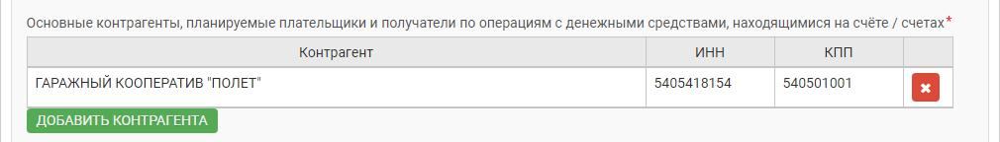 Основные контрагенты, планируемые плательщики и получатели по операциям с денежными средствами, находящимися на счёте / счетах*
Контрагент ИНН КПП
ГАРАЖНЫЙ КООПЕРАТИВ "ПОЛЕТ" 5405418154 540501001
ДОБАВИТЬ КОНТРАГЕНТА